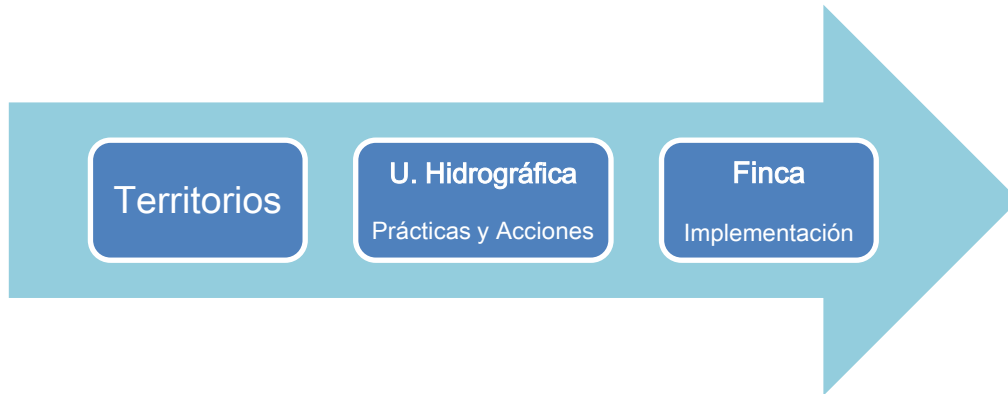 Territorios
U. Hidrográfica
Prácticas y Acciones
Finca
Implementación